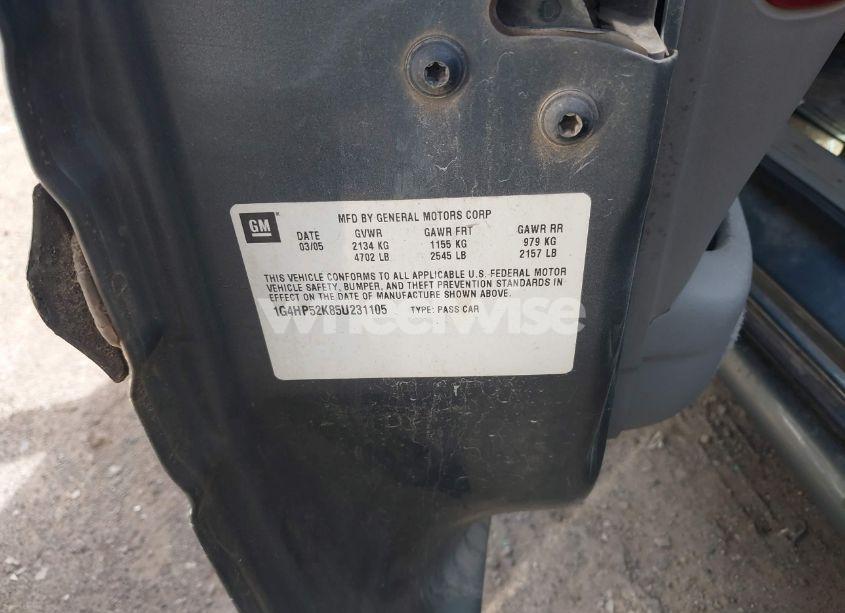 GM
MFD BY GENERAL MOTORS CORP
DATE GVWR GAWR FRT GAWR RR
03/05 2134 KG 1155 KG 979 KG
4702 LB 2545 LB 2157 LB
THIS VEHICLE CONFORMS TO ALL APPLICABLE U.S. FEDERAL MOTOR
VEHICLE SAFETY, BUMPER, AND THEFT PREVENTION STANDARDS IN
EFFECT ON THE DATE OF MANUFACTURE SHOWN ABOVE.
1G4HP52K85U231105 TYPE: PASS CAR
wheelwise